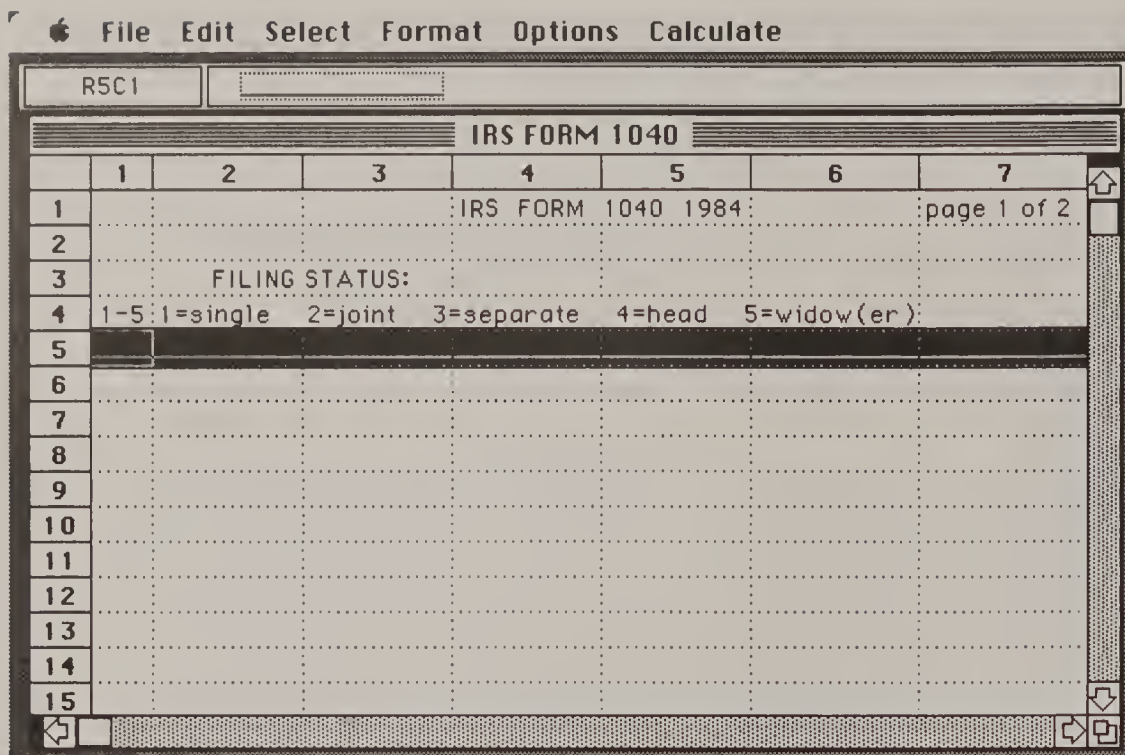 File Edit Select Format Options Calculate
R5C1
IRS FORM 1040
1 2 3 4 5 6 7
1 IRS FORM 1040 1984 page 1 of 2
2
3 FILING STATUS:
4 1-5 1=single 2=joint 3=separate 4=head 5=widow(er)
5
6
7
8
9
10
11
12
13
14
15